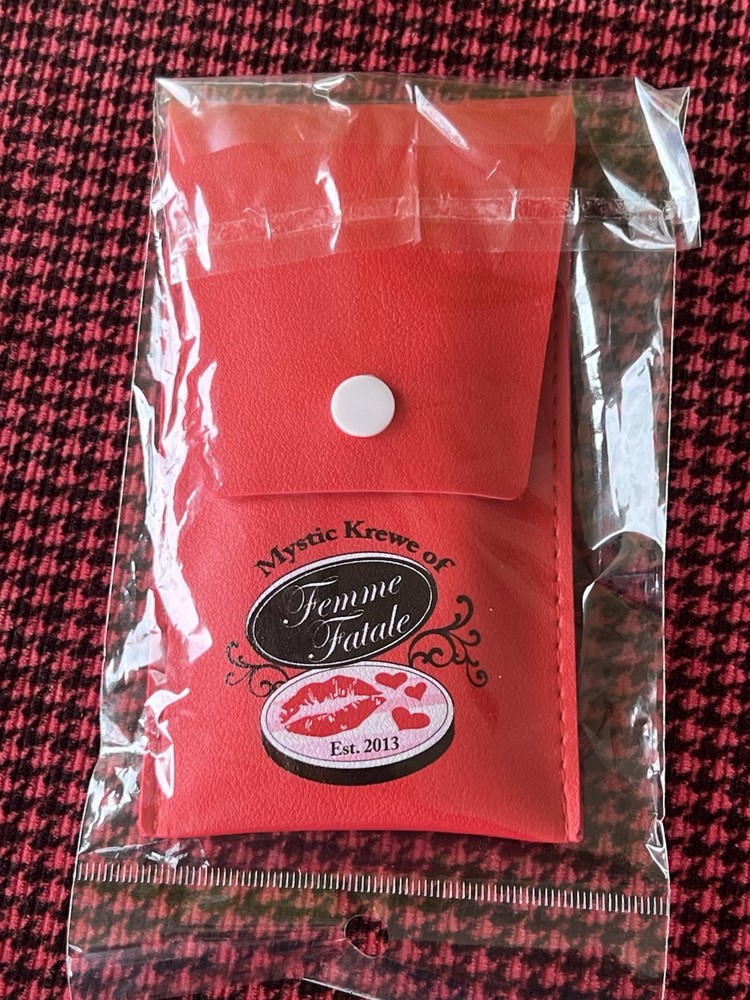 Mystic Krewe of
Femme
Fatale
Est. 2013